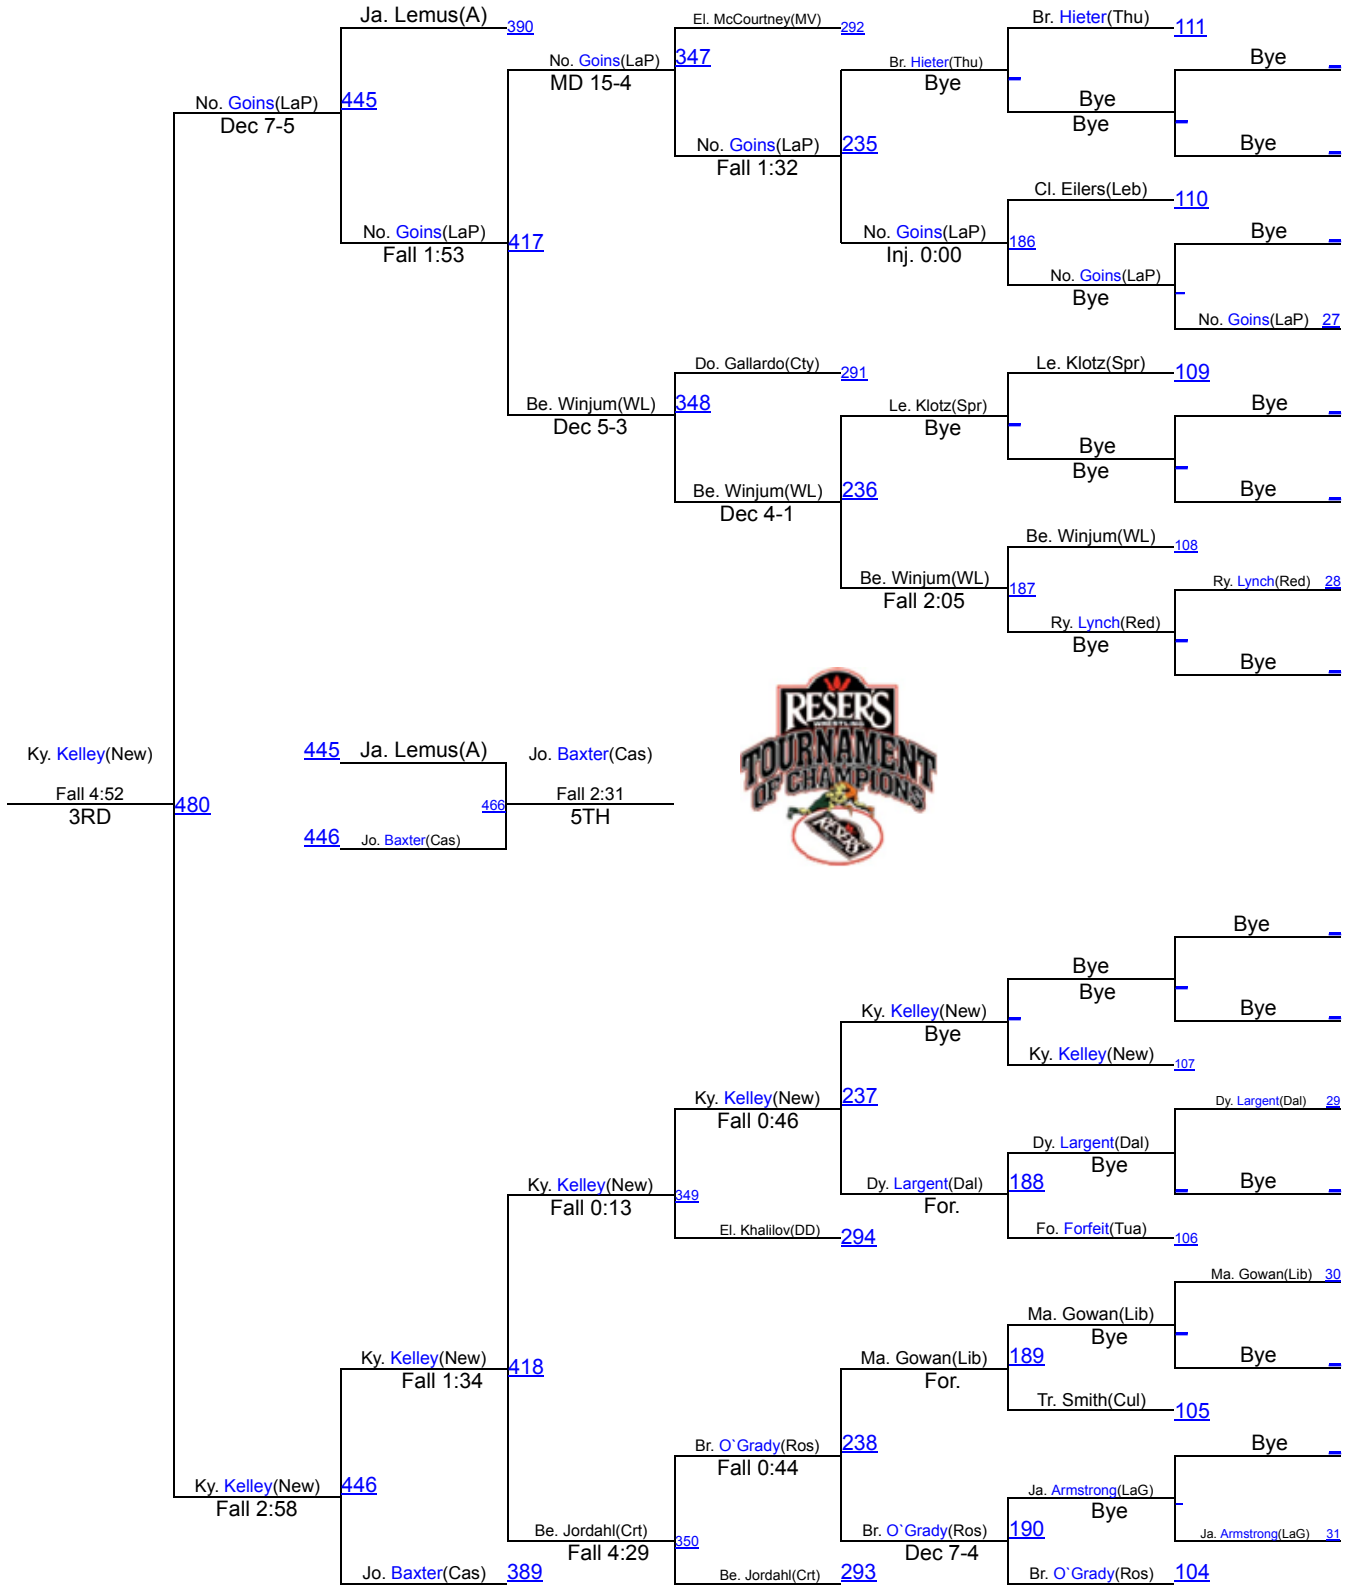 Ja. Lemus(A) 390
El. McCourtney(MV) 292
Br. Hieter(Thu) 111
No. Goins(LaP) 347
MD 15-4
Br. Hieter(Thu)
Bye
Bye
No. Goins(LaP) 445
Dec 7-5
Bye
Bye
No. Goins(LaP) 235
Fall 1:32
Bye
Cl. Eilers(Leb) 110
No. Goins(LaP) 417
Fall 1:53
No. Goins(LaP) 186
Inj. 0:00
Bye
No. Goins(LaP)
Bye
No. Goins(LaP) 27
Do. Gallardo(Cty) 291
Le. Klotz(Spr) 109
Be. Winjum(WL) 348
Dec 5-3
Le. Klotz(Spr)
Bye
Bye
Bye
Bye
Be. Winjum(WL) 236
Dec 4-1
Bye
Be. Winjum(WL) 108
Be. Winjum(WL) 187
Fall 2:05
Ry. Lynch(Red) 28
Ry. Lynch(Red)
Bye
Bye
RESER'S
WRESTLING
TOURNAMENT
OF CHAMPIONS
RESER'S
Ky. Kelley(New)
Fall 4:52
3RD
480
445 Ja. Lemus(A)
Jo. Baxter(Cas)
466 Fall 2:31
5TH
446 Jo. Baxter(Cas)
Bye
Bye
Bye
Bye
Ky. Kelley(New)
Bye
Ky. Kelley(New) 107
Ky. Kelley(New) 237
Fall 0:46
Dy. Largent(Dal) 29
Dy. Largent(Dal)
Bye
Ky. Kelley(New) 349
Fall 0:13
Dy. Largent(Dal) 188
For.
Bye
El. Khalilov(DD) 294
Fo. Forfeit(Tua) 106
Ma. Gowan(Lib) 30
Ma. Gowan(Lib)
Bye
Ky. Kelley(New) 418
Fall 1:34
Ma. Gowan(Lib) 189
For.
Bye
Tr. Smith(Cul) 105
Br. O`Grady(Ros) 238
Fall 0:44
Bye
Ky. Kelley(New) 446
Fall 2:58
Ja. Armstrong(LaG)
Bye
Be. Jordahl(Crt) 350
Fall 4:29
Br. O`Grady(Ros) 190
Dec 7-4
Ja. Armstrong(LaG) 31
Jo. Baxter(Cas) 389
Be. Jordahl(Crt) 293
Br. O`Grady(Ros) 104